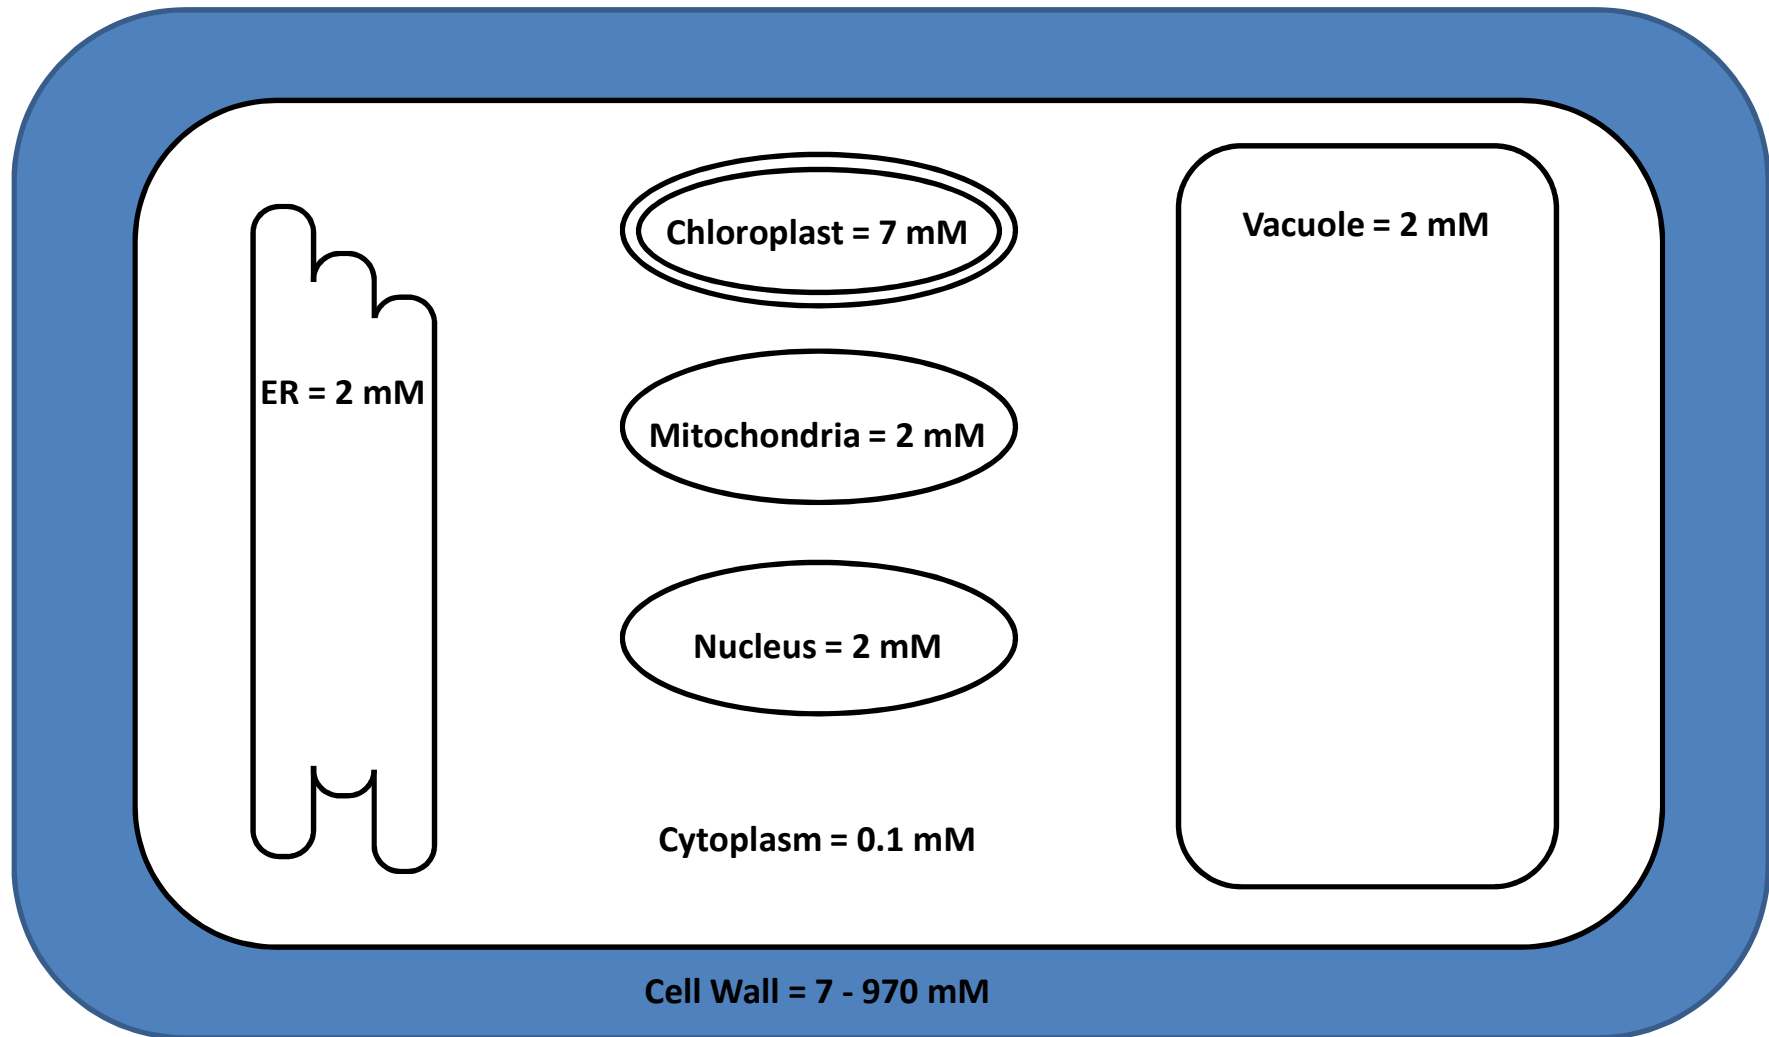 Chloroplast = 7 mM
Vacuole = 2 mM
ER = 2 mM
Mitochondria = 2 mM
Nucleus = 2 mM
Cytoplasm = 0.1 mM
Cell Wall = 7 - 970 mM